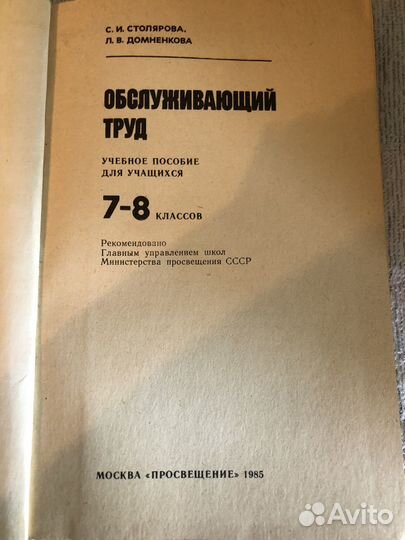 С. И. СТОЛЯРОВА,
Л. В. ДОМНЕНКОВА
ОБСЛУЖИВАЮЩИЙ
ТРУД
УЧЕБНОЕ ПОСОБИЕ
ДЛЯ УЧАЩИХСЯ
7-8 КЛАССОВ
Рекомендовано
Главным управлением школ
Министерства просвещения СССР
МОСКВА «ПРОСВЕЩЕНИЕ» 1985
Avito